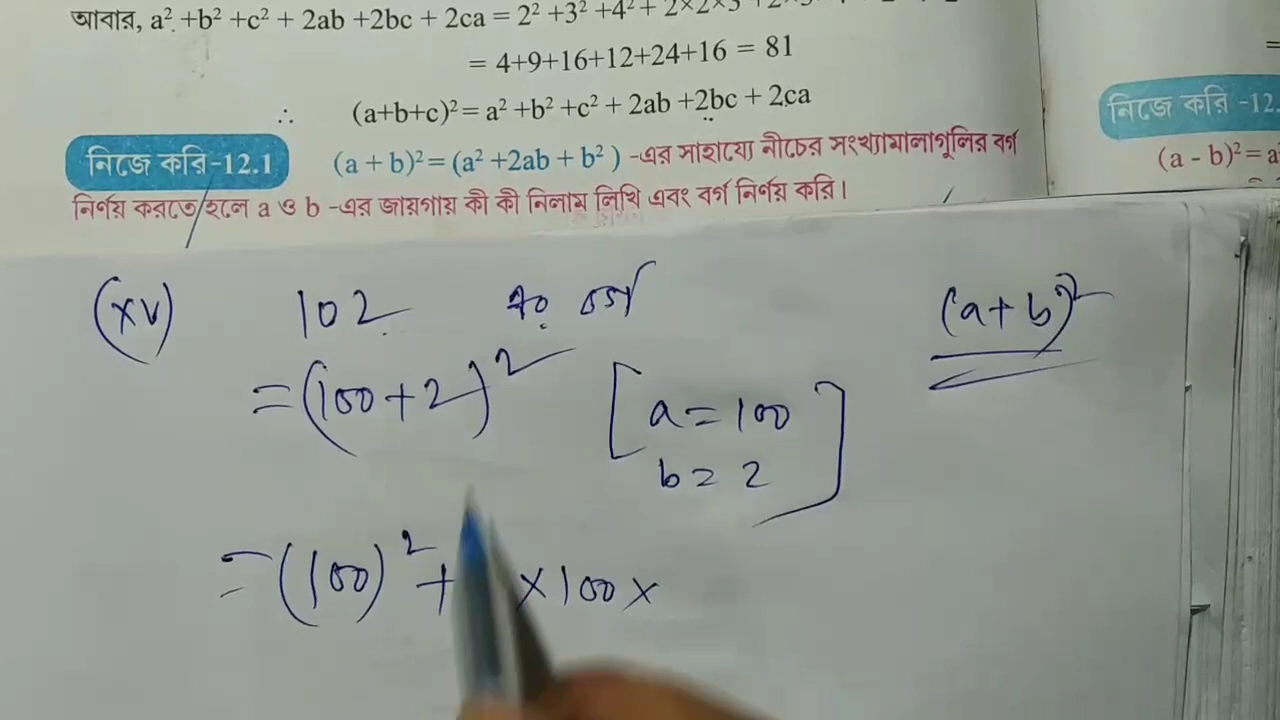 আবার, a² + b² + c² + 2ab + 2bc + 2ca = 2² + 3² + 4² + 2×2×3
= 4+9+16+12+24+16 = 81
∴ (a+b+c)² = a² + b² + c² + 2ab + 2bc + 2ca
নিজে করি -12.
নিজে করি-12.1 (a + b)² = (a² +2ab + b² ) -এর সাহায্যে নীচের সংখ্যামালাগুলির বর্গ
(a - b)² = a²
নির্ণয় করতে হলে a ও b -এর জায়গায় কী কী নিলাম লিখি এবং বর্গ নির্ণয় করি।
(xv) 102 এর বর্গ (a+b)²
= (100+2)² [a = 100
b = 2]
= (100)² + × 100 ×